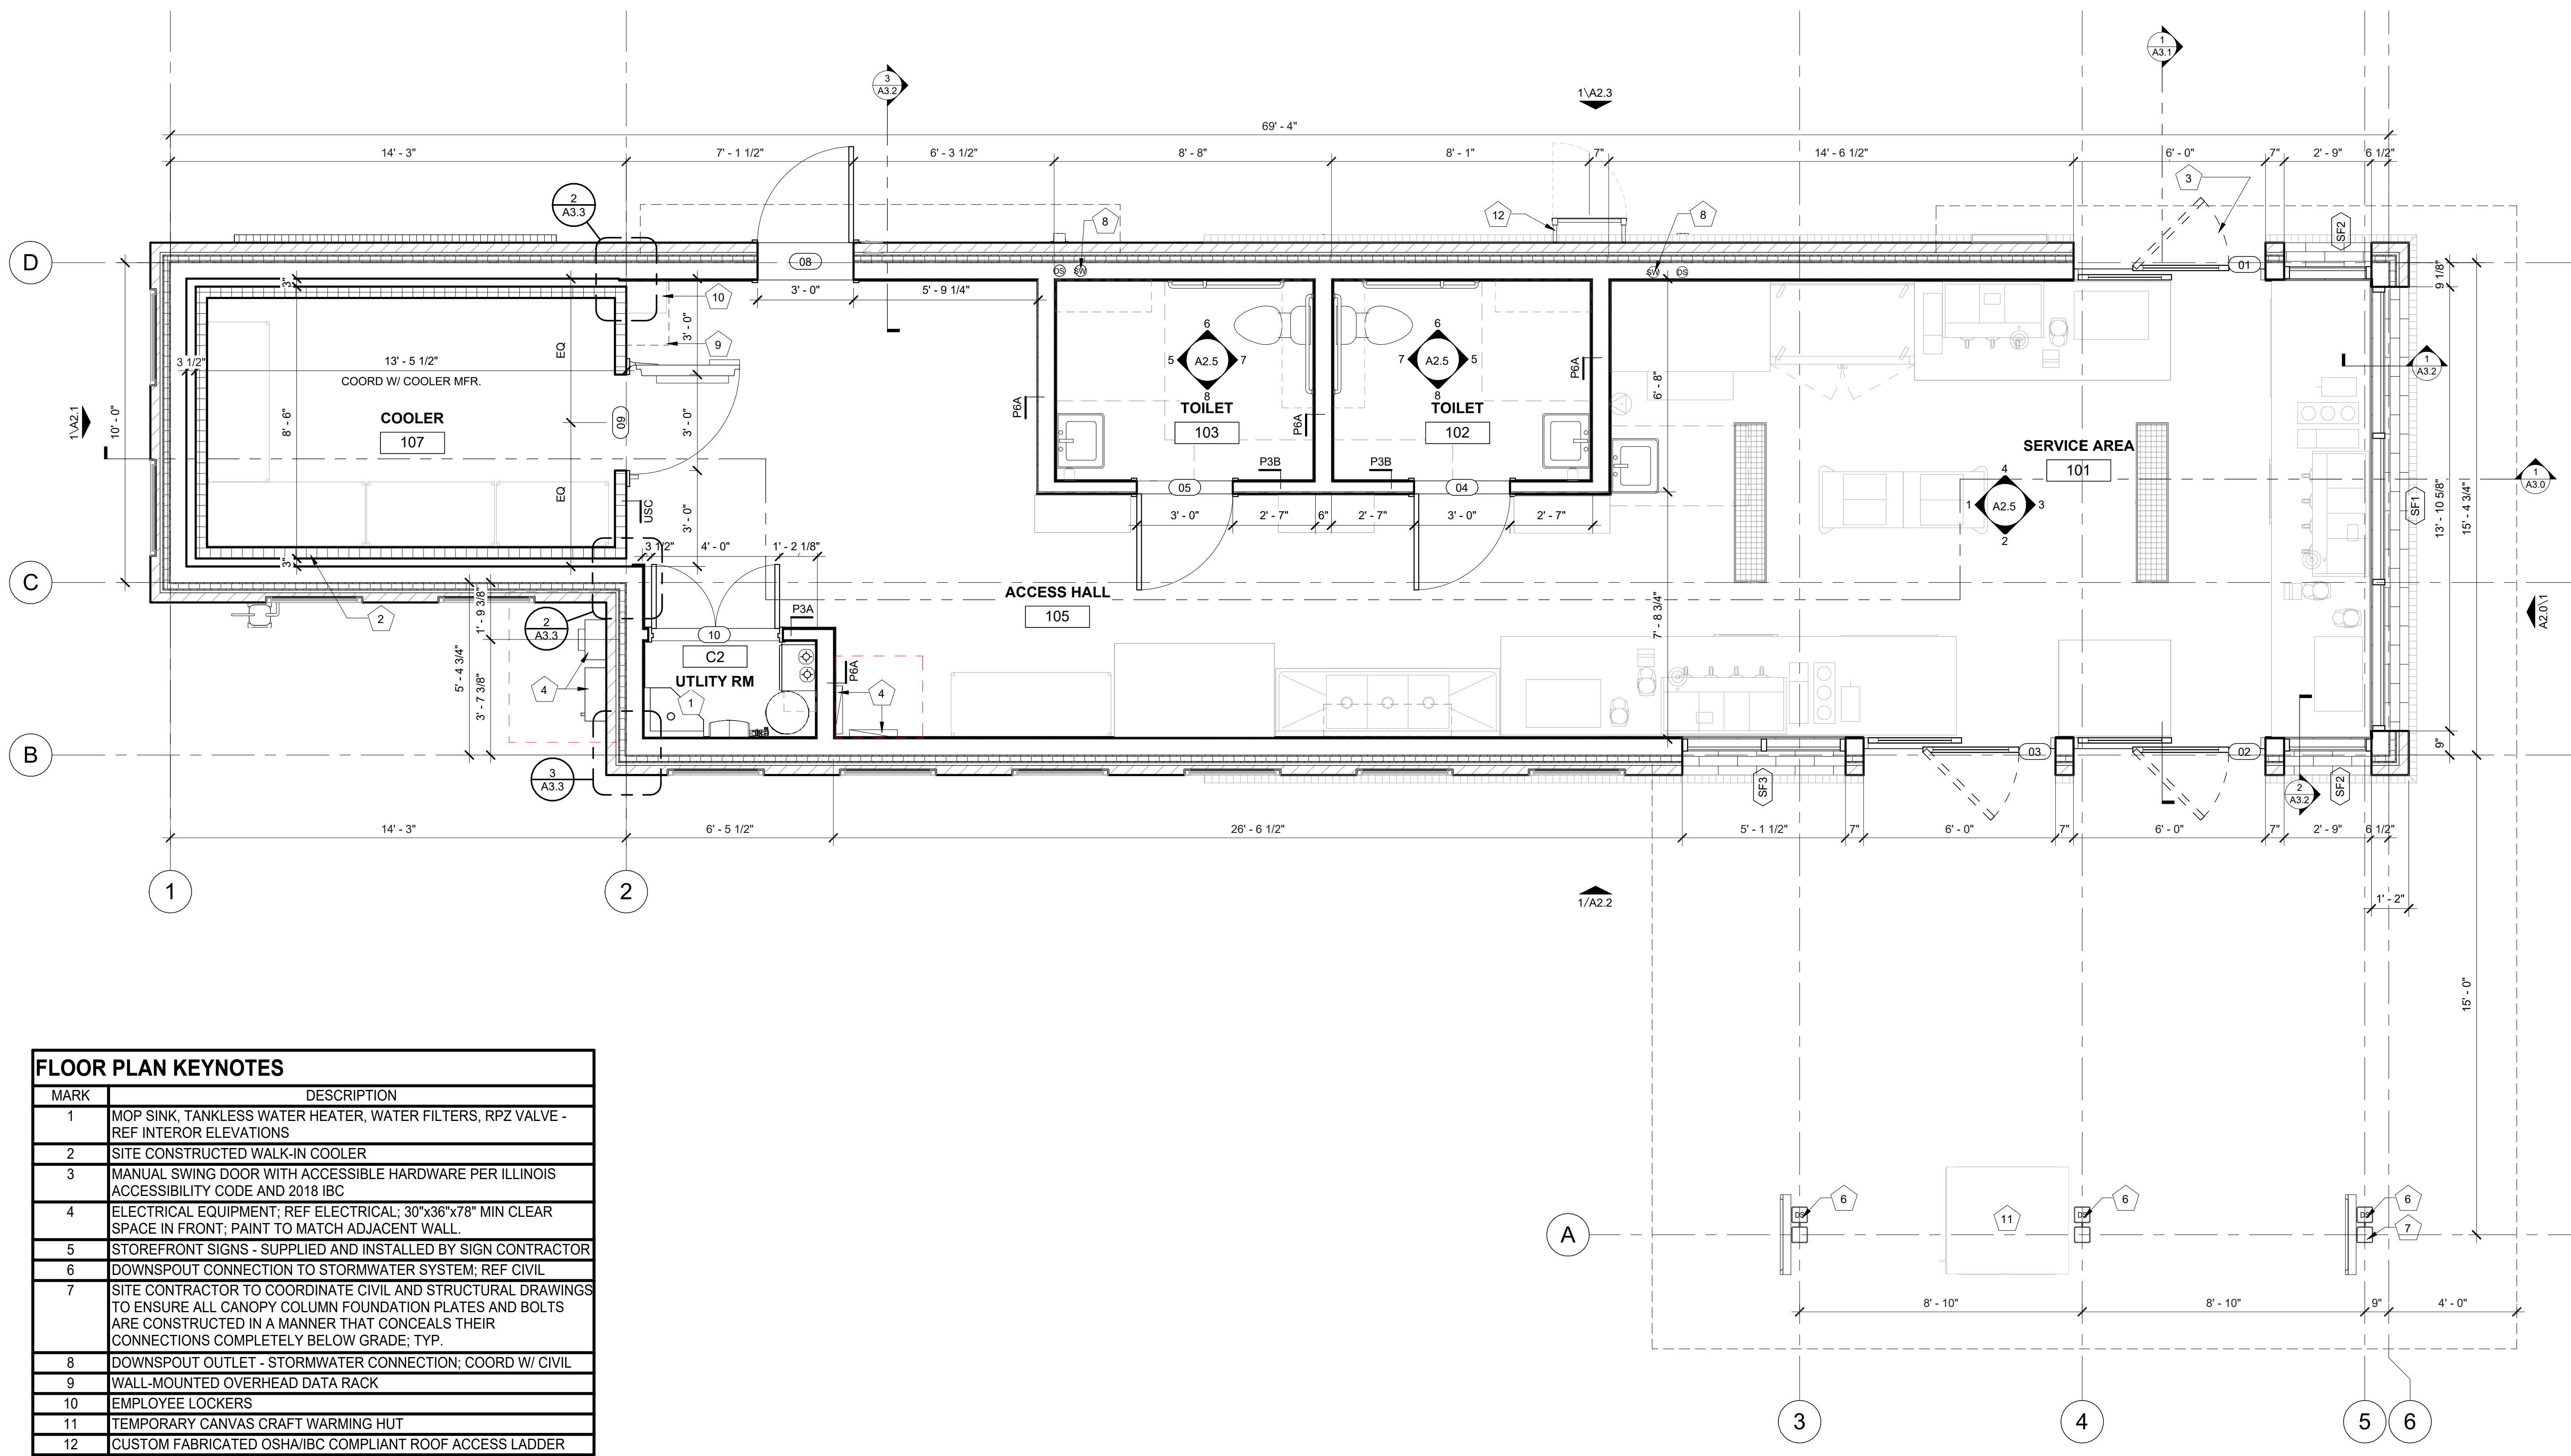 1
A3.1
3
A3.2
1\A2.3
69' - 4"
14' - 3"
7' - 1 1/2"
6' - 3 1/2"
8' - 8"
8' - 1"
7"
14' - 6 1/2"
6' - 0"
7"
2' - 9"
6 1/2"
3
2
A3.3
8
12
8
SF2
D
08
DS
SW
SW
DS
01
9 1/8"
3"
10
3' - 0"
5' - 9 1/4"
3' - 0"
9
EQ
6
5
A2.5
7
8
6
7
A2.5
5
8
P6A
6' - 8"
1
A3.2
3 1/2"
13' - 5 1/2"
COORD W/ COOLER MFR.
COOLER
107
8' - 6"
09
3' - 0"
P6A
TOILET
103
P6A
TOILET
102
1\A2.1
10' - 0"
SERVICE AREA
101
P3B
P3B
05
04
4
1
A2.5
3
2
1
A3.0
EQ
USC
3' - 0"
3' - 0"
2' - 7"
6"
2' - 7"
3' - 0"
2' - 7"
SF1
13' - 10 5/8"
15' - 4 3/4"
3"
3 1/2"
4' - 0"
1' - 2 1/8"
C
ACCESS HALL
105
7' - 8 3/4"
A2.0\1
2
1' - 9 3/8"
2
A3.3
P3A
10
C2
UTLITY RM
P6A
5' - 4 3/4"
3' - 7 3/8"
4
1
4
B
03
02
9"
3
A3.3
SF3
2
A3.2
SF2
14' - 3"
6' - 5 1/2"
26' - 6 1/2"
5' - 1 1/2"
7"
6' - 0"
7"
6' - 0"
7"
2' - 9"
6 1/2"
1
2
1/A2.2
1' - 2"
15' - 0"
FLOOR PLAN KEYNOTES
MARK DESCRIPTION
1 MOP SINK, TANKLESS WATER HEATER, WATER FILTERS, RPZ VALVE -
REF INTEROR ELEVATIONS
2 SITE CONSTRUCTED WALK-IN COOLER
3 MANUAL SWING DOOR WITH ACCESSIBLE HARDWARE PER ILLINOIS
ACCESSIBILITY CODE AND 2018 IBC
4 ELECTRICAL EQUIPMENT; REF ELECTRICAL; 30"x36"x78" MIN CLEAR
SPACE IN FRONT; PAINT TO MATCH ADJACENT WALL.
5 STOREFRONT SIGNS - SUPPLIED AND INSTALLED BY SIGN CONTRACTOR
6 DOWNSPOUT CONNECTION TO STORMWATER SYSTEM; REF CIVIL
7 SITE CONTRACTOR TO COORDINATE CIVIL AND STRUCTURAL DRAWINGS
TO ENSURE ALL CANOPY COLUMN FOUNDATION PLATES AND BOLTS
ARE CONSTRUCTED IN A MANNER THAT CONCEALS THEIR
CONNECTIONS COMPLETELY BELOW GRADE; TYP.
8 DOWNSPOUT OUTLET - STORMWATER CONNECTION; COORD W/ CIVIL
9 WALL-MOUNTED OVERHEAD DATA RACK
10 EMPLOYEE LOCKERS
11 TEMPORARY CANVAS CRAFT WARMING HUT
12 CUSTOM FABRICATED OSHA/IBC COMPLIANT ROOF ACCESS LADDER
6
6
6
DS
DS
DS
11
7
A
8' - 10"
8' - 10"
9"
4' - 0"
3
4
5
6